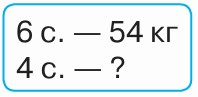 6 с. — 54 кг
4 с. — ?